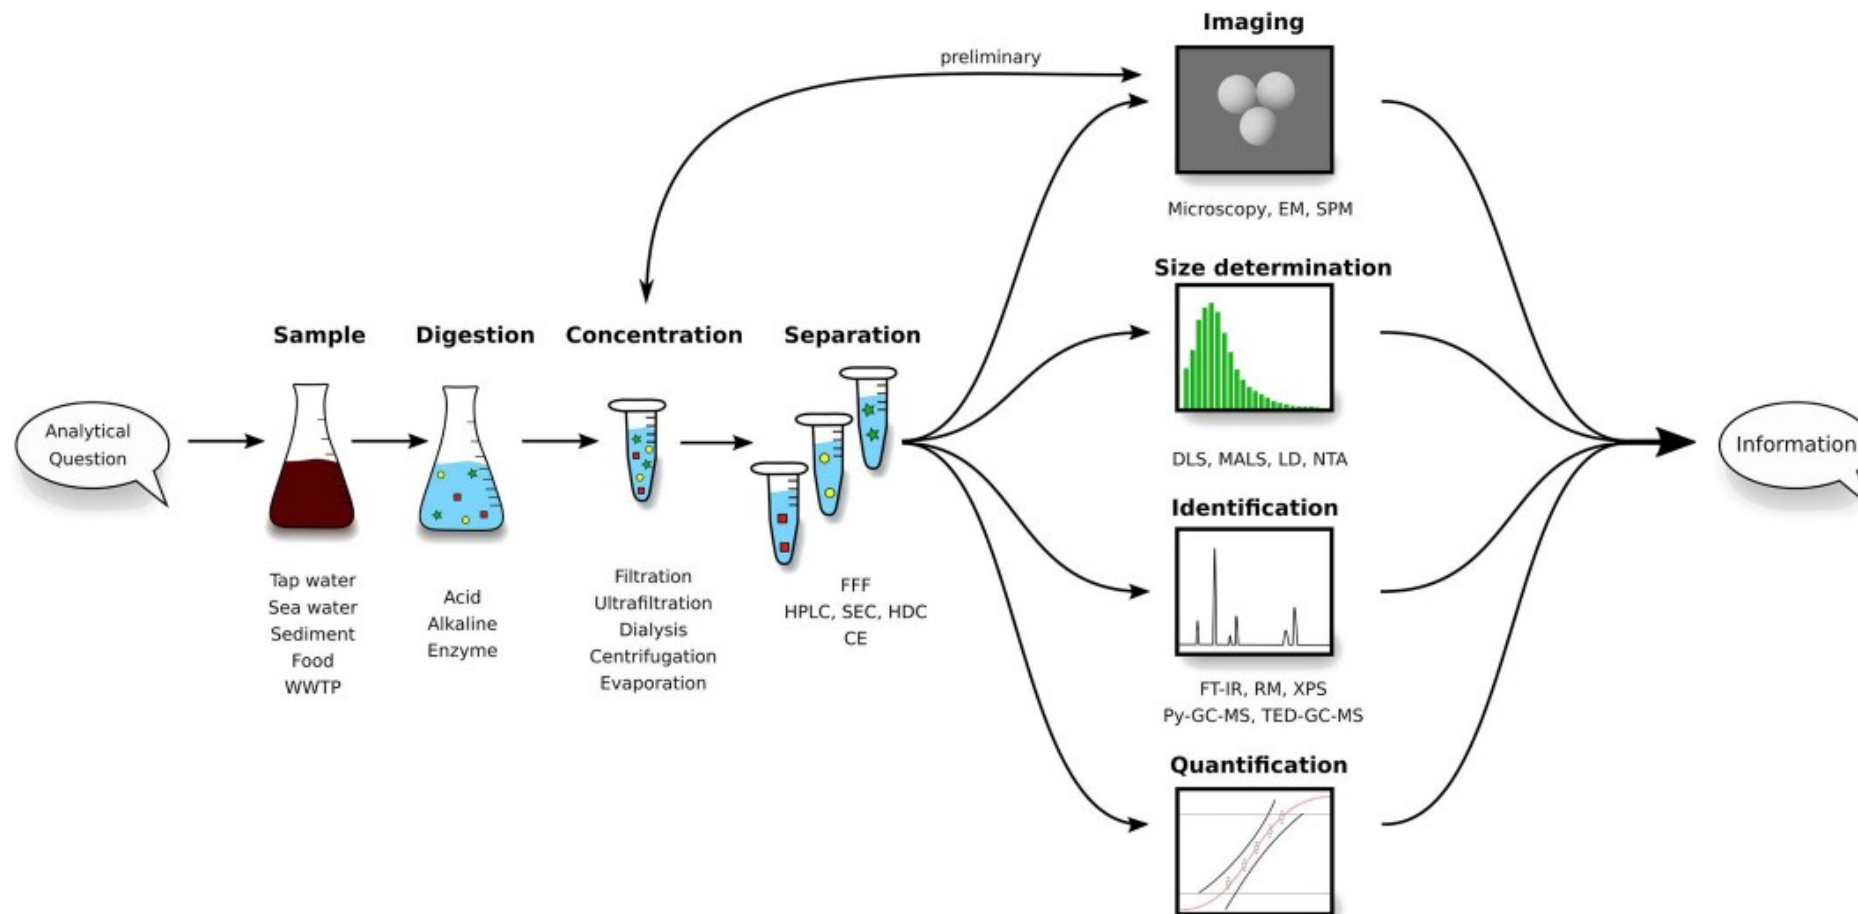 Imaging
preliminary
Microscopy, EM, SPM
Size determination
DLS, MALS, LD, NTA
Identification
FT-IR, RM, XPS
Py-GC-MS, TED-GC-MS
Quantification
Analytical
Question
Sample
Tap water
Sea water
Sediment
Food
WWTP
Digestion
Acid
Alkaline
Enzyme
Concentration
Filtration
Ultrafiltration
Dialysis
Centrifugation
Evaporation
Separation
FFF
HPLC, SEC, HDC
CE
Information